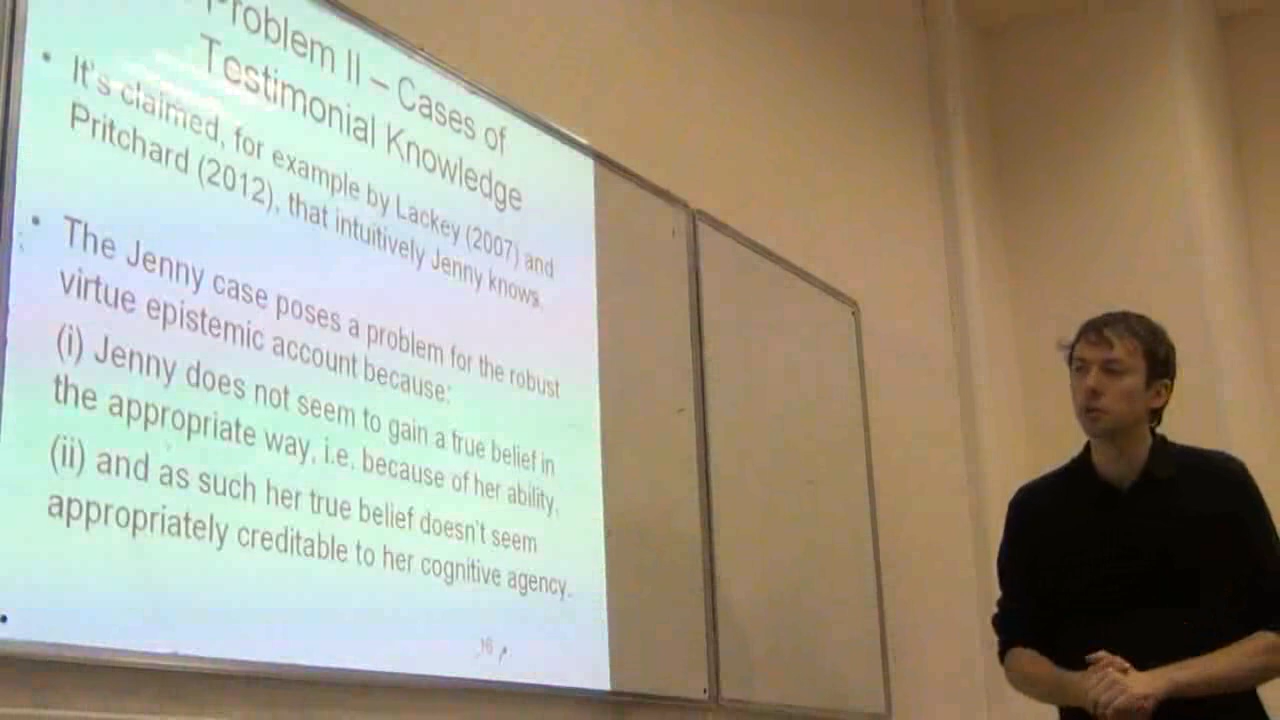 Problem II – Cases of
Testimonial Knowledge
• It's claimed, for example by Lackey (2007) and
Pritchard (2012), that intuitively Jenny knows.
• The Jenny case poses a problem for the robust
virtue epistemic account because:
(i) Jenny does not seem to gain a true belief in
the appropriate way, i.e. because of her ability,
(ii) and as such her true belief doesn't seem
appropriately creditable to her cognitive agency.
16